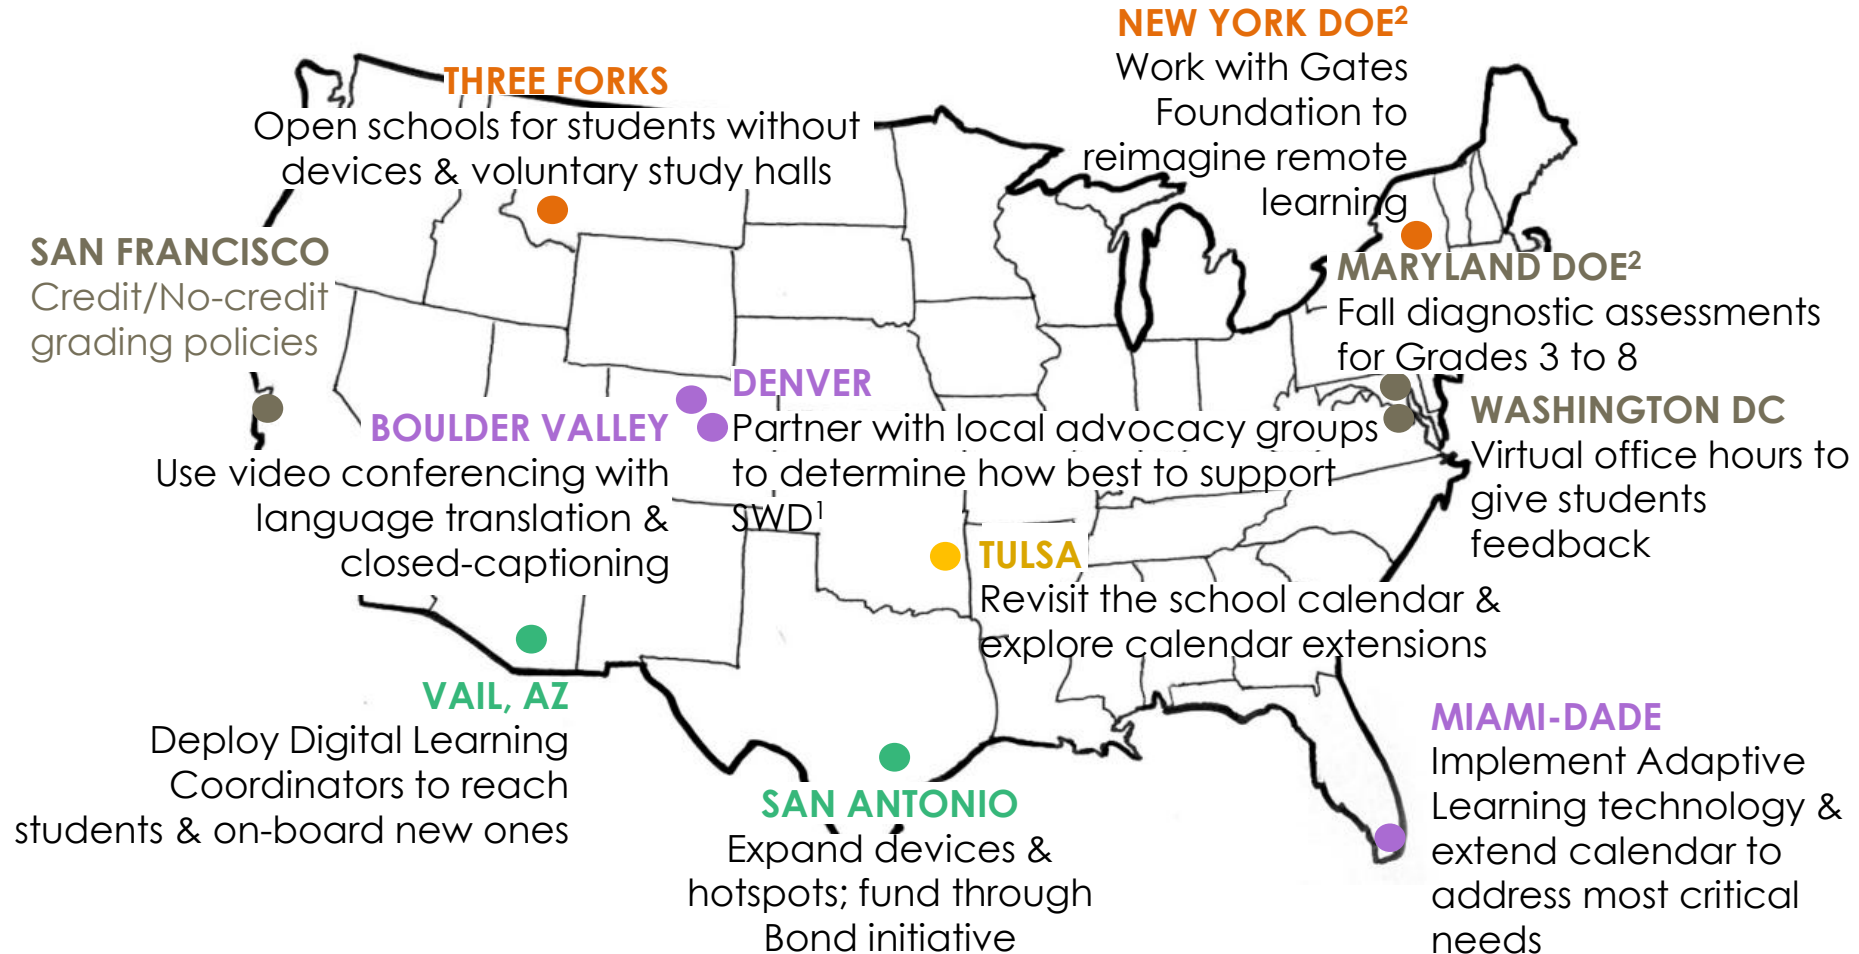 NEW YORK DOE²
Work with Gates
Foundation to
reimagine remote
learning
THREE FORKS
Open schools for students without
devices & voluntary study halls
SAN FRANCISCO
Credit/No-credit
grading policies
MARYLAND DOE²
Fall diagnostic assessments
for Grades 3 to 8
DENVER
Partner with local advocacy groups
to determine how best to support
SWD¹
BOULDER VALLEY
Use video conferencing with
language translation &
closed-captioning
WASHINGTON DC
Virtual office hours to
give students
feedback
TULSA
Revisit the school calendar &
explore calendar extensions
VAIL, AZ
Deploy Digital Learning
Coordinators to reach
students & on-board new ones
SAN ANTONIO
Expand devices &
hotspots; fund through
Bond initiative
MIAMI-DADE
Implement Adaptive
Learning technology &
extend calendar to
address most critical
needs